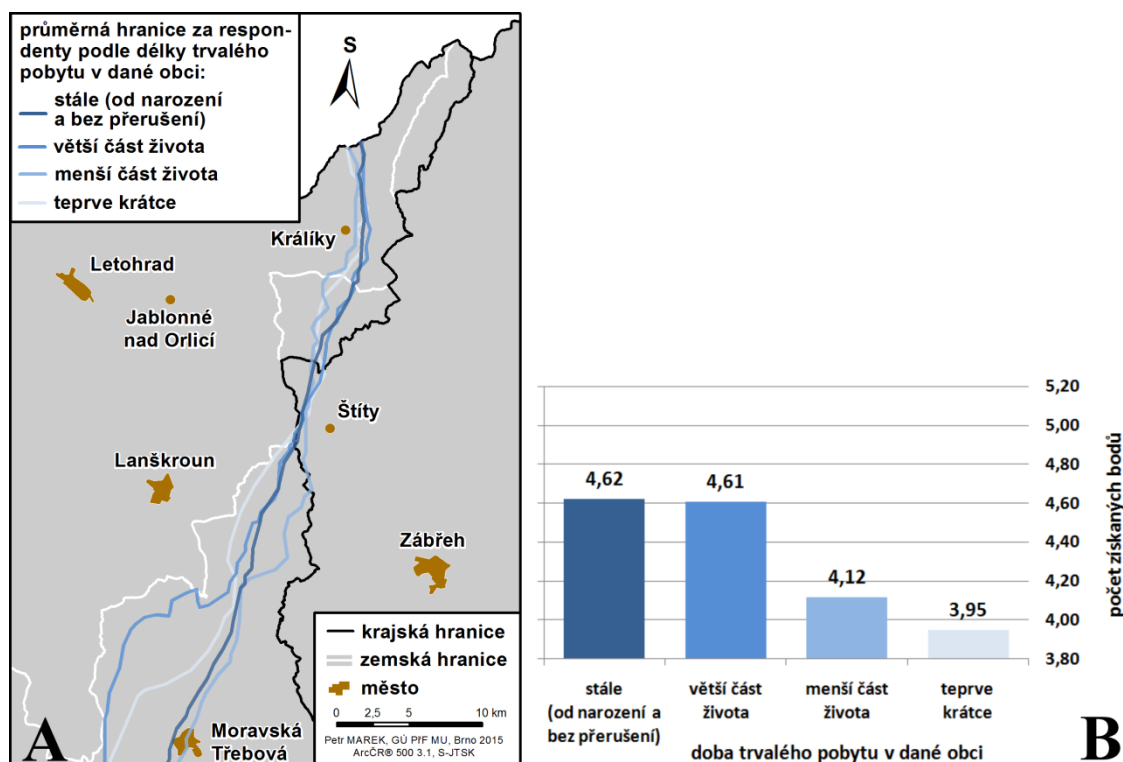 průměrná hranice za respon-
denty podle délky trvalého
pobytu v dané obci:
stále (od narození
a bez přerušení)
větší část života
menší část života
teprve krátce
S
Králíky
Letohrad
Jablonné
nad Orlicí
Štíty
Lanškroun
Zábřeh
Moravská
Třebová
krajská hranice
zemská hranice
město
0 2,5 5 10 km
Petr MAREK, GÚ PřF MU, Brno 2015
ArcČR® 500 3.1, S-JTSK
A
5,20
5,00
4,80
4,60
4,40
4,20
4,00
3,80
počet získaných bodů
4,62
4,61
4,12
3,95
stále
(od narození a
bez přerušení)
větší část
života
menší část
života
teprve
krátce
doba trvalého pobytu v dané obci
B